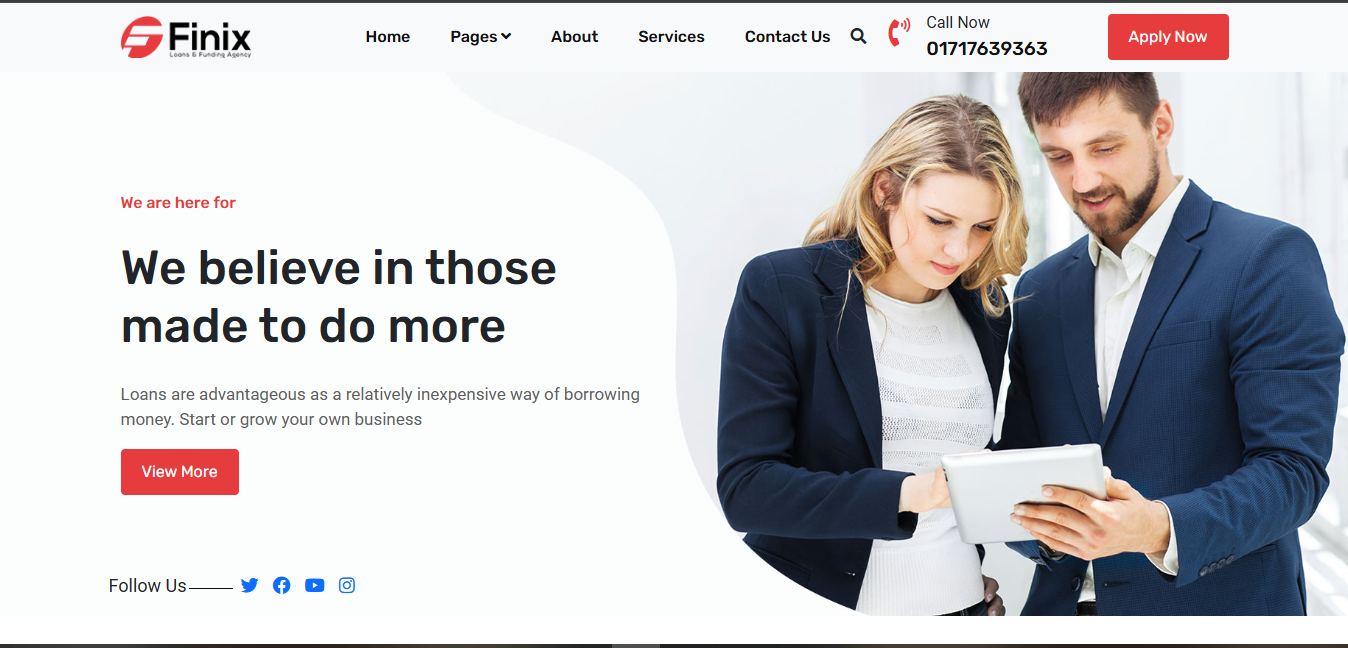 Finix
Loans & Funding Agency
Home
Pages
About
Services
Contact Us
Call Now
01717639363
Apply Now
We are here for
We believe in those
made to do more
Loans are advantageous as a relatively inexpensive way of borrowing
money. Start or grow your own business
View More
Follow Us